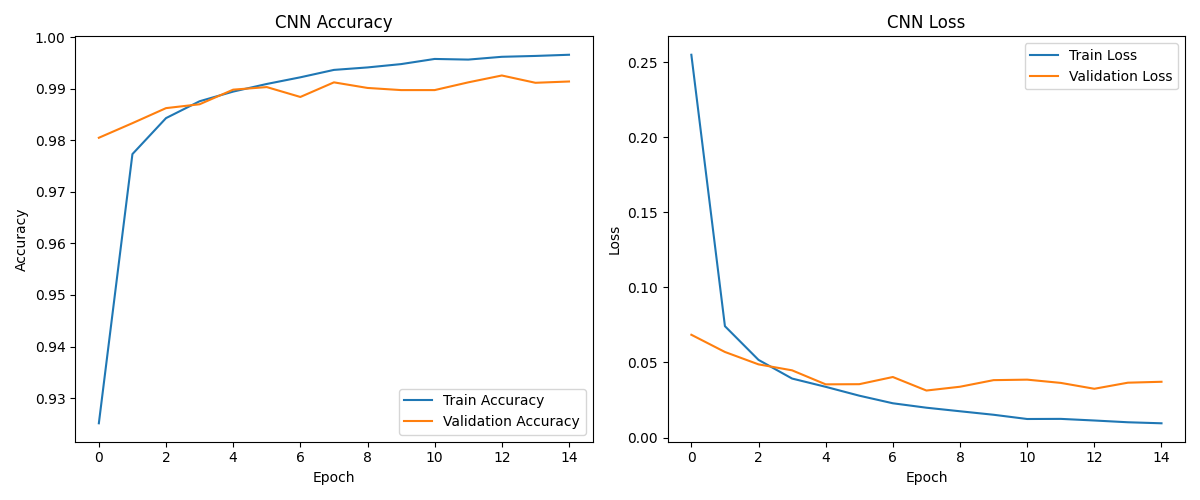 CNN Accuracy
Accuracy
1.00
0.99
0.98
0.97
0.96
0.95
0.94
0.93
0 2 4 6 8 10 12 14
Epoch
Train Accuracy
Validation Accuracy
CNN Loss
Loss
0.25
0.20
0.15
0.10
0.05
0.00
0 2 4 6 8 10 12 14
Epoch
Train Loss
Validation Loss